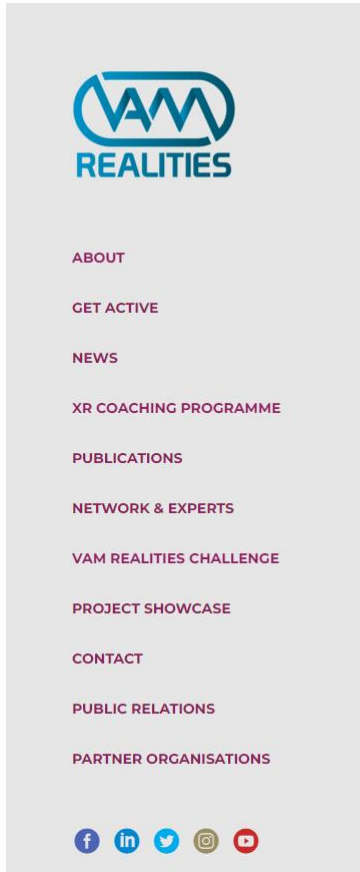 VAM
REALITIES
ABOUT
GET ACTIVE
NEWS
XR COACHING PROGRAMME
PUBLICATIONS
NETWORK & EXPERTS
VAM REALITIES CHALLENGE
PROJECT SHOWCASE
CONTACT
PUBLIC RELATIONS
PARTNER ORGANISATIONS
f in